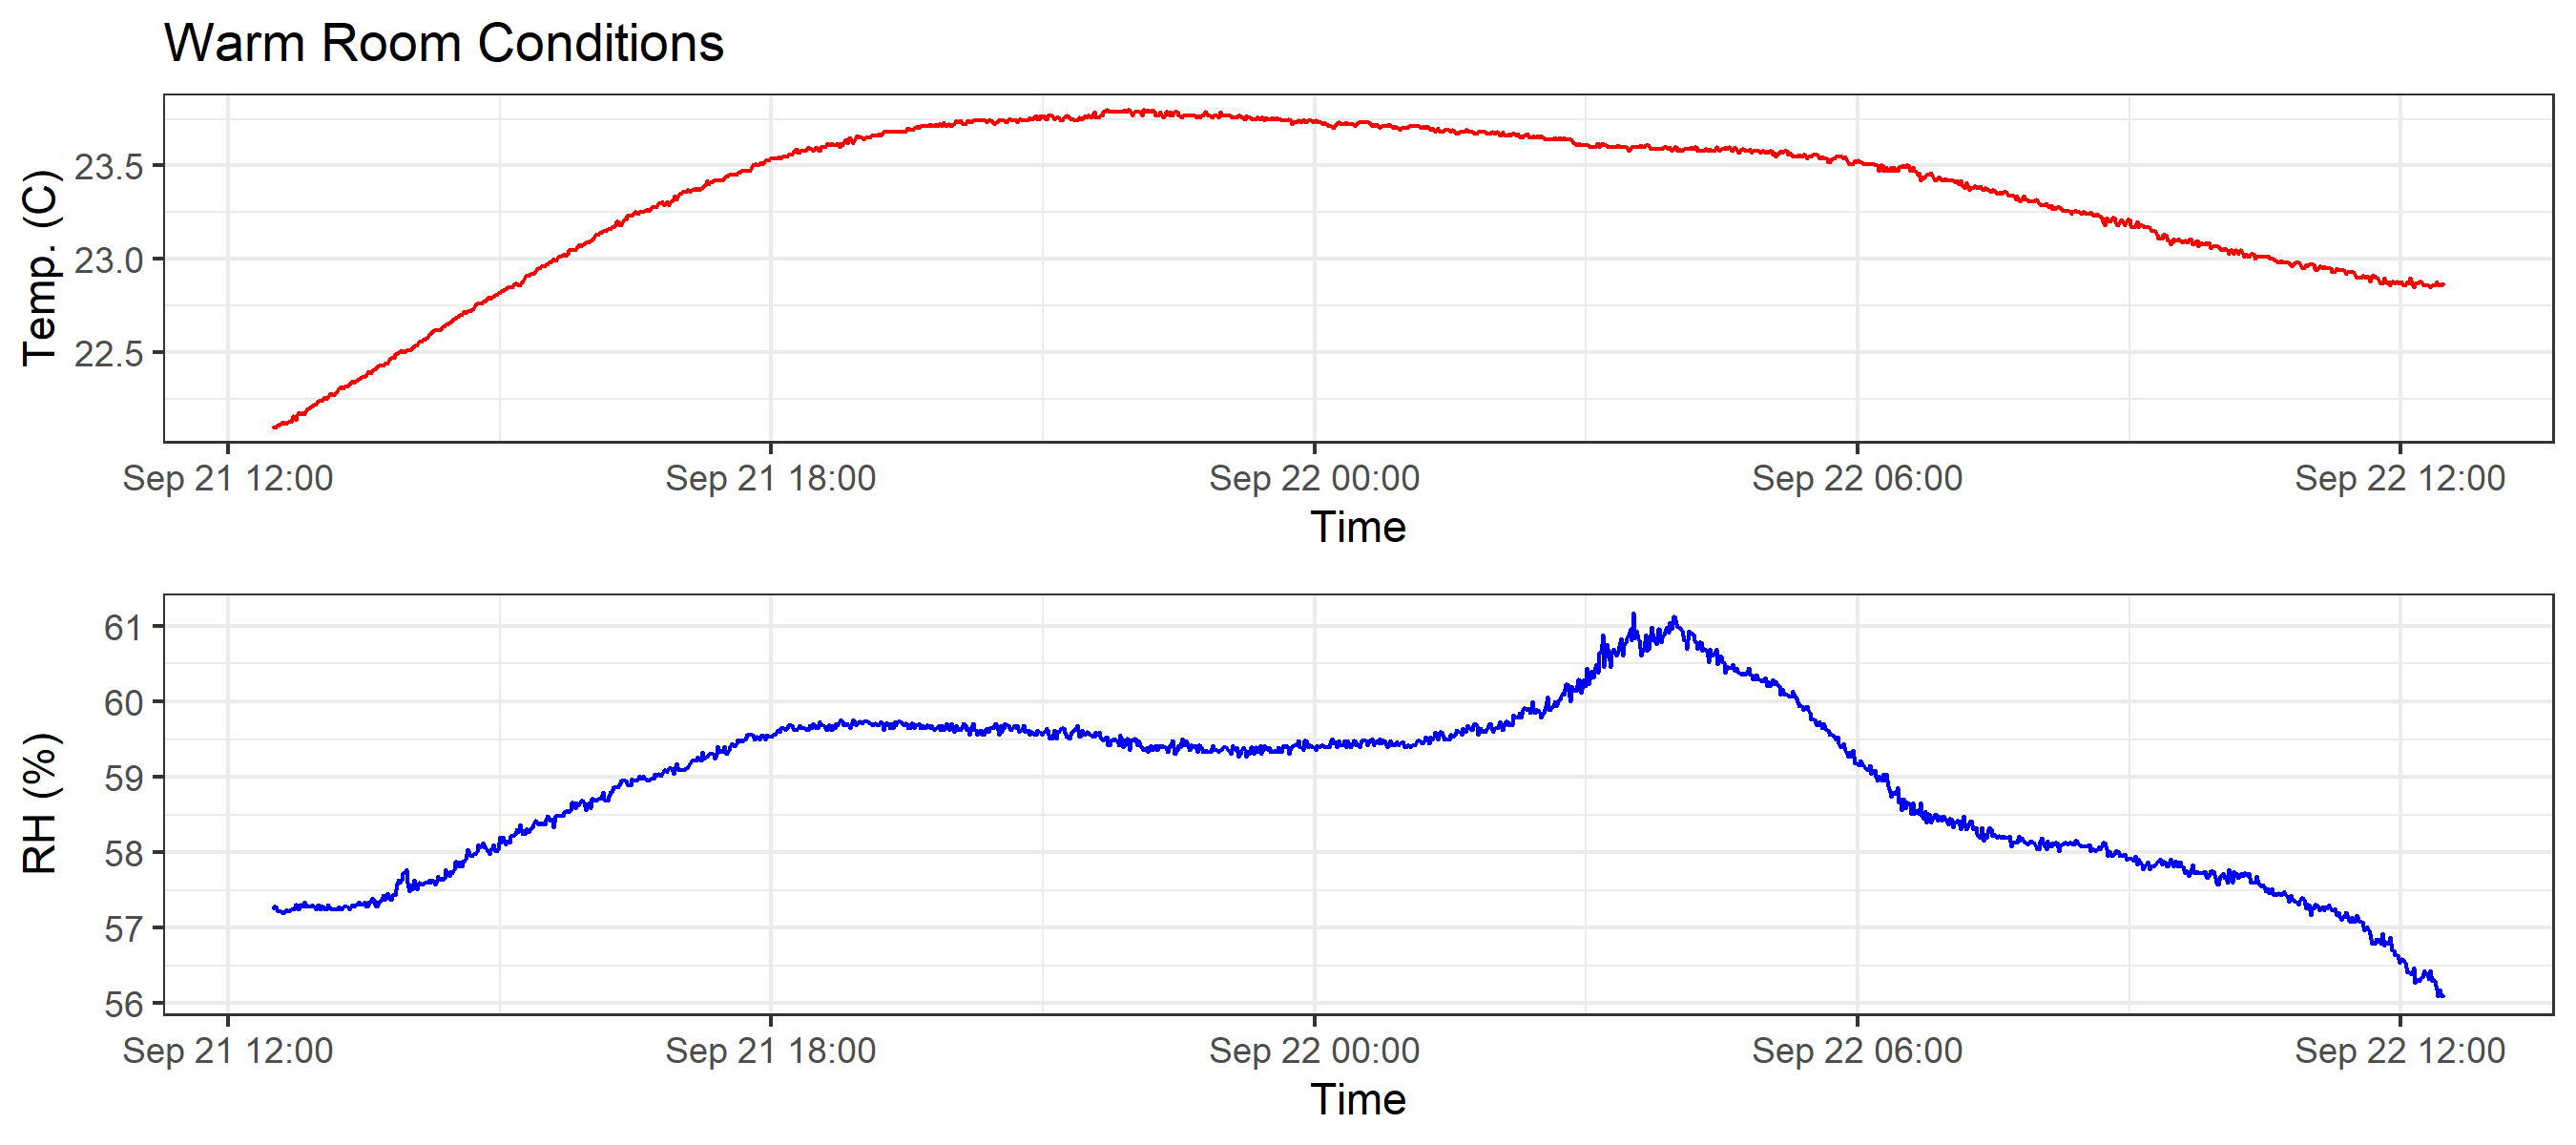 Warm Room Conditions
Temp. (C)
23.5
23.0
22.5
Sep 21 12:00 Sep 21 18:00 Sep 22 00:00 Sep 22 06:00 Sep 22 12:00
Time
RH (%)
61
60
59
58
57
56
Sep 21 12:00 Sep 21 18:00 Sep 22 00:00 Sep 22 06:00 Sep 22 12:00
Time